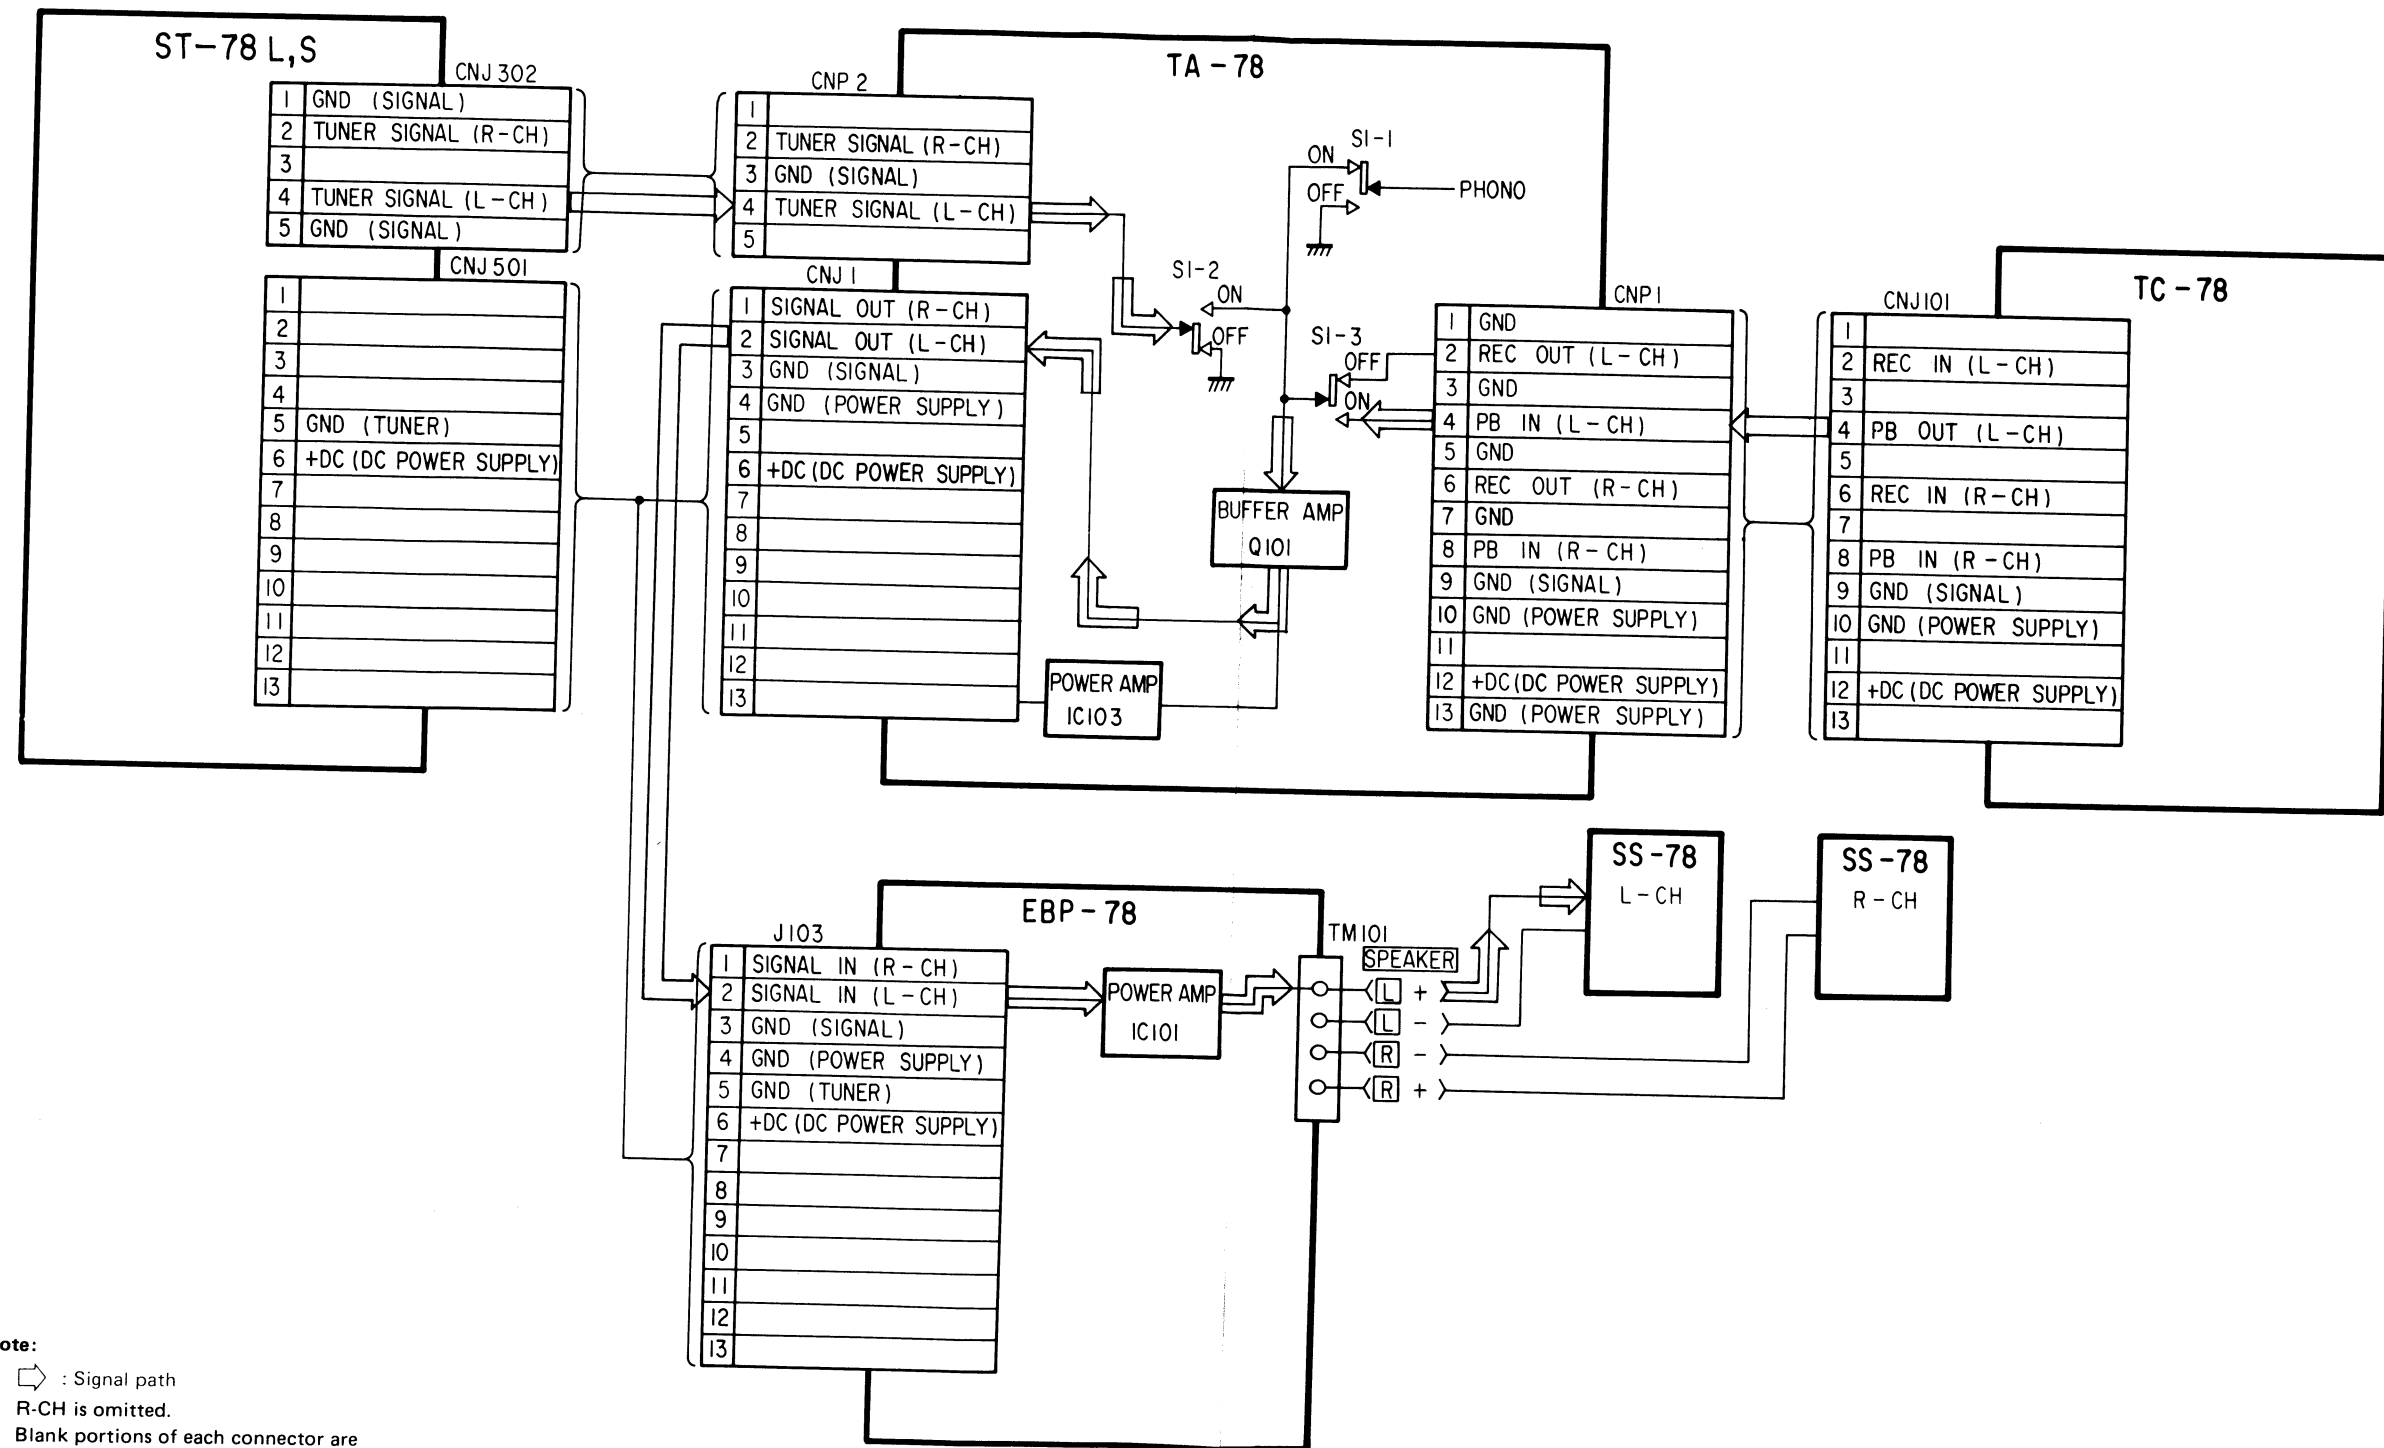 ST-78 L,S
CNJ 302
1 GND (SIGNAL)
2 TUNER SIGNAL (R-CH)
3
4 TUNER SIGNAL (L-CH)
5 GND (SIGNAL)
CNJ 501
1
2
3
4
5 GND (TUNER)
6 +DC (DC POWER SUPPLY)
7
8
9
10
11
12
13
TA-78
CNP 2
1
2 TUNER SIGNAL (R-CH)
3 GND (SIGNAL)
4 TUNER SIGNAL (L-CH)
5
CNJ 1
1 SIGNAL OUT (R-CH)
2 SIGNAL OUT (L-CH)
3 GND (SIGNAL)
4 GND (POWER SUPPLY)
5
6 +DC (DC POWER SUPPLY)
7
8
9
10
11
12
13
S1-1
ON
OFF
PHONO
S1-2
ON
OFF
S1-3
OFF
ON
BUFFER AMP
Q101
POWER AMP
IC103
CNP1
1 GND
2 REC OUT (L-CH)
3 GND
4 PB IN (L-CH)
5 GND
6 REC OUT (R-CH)
7 GND
8 PB IN (R-CH)
9 GND (SIGNAL)
10 GND (POWER SUPPLY)
11
12 +DC (DC POWER SUPPLY)
13 GND (POWER SUPPLY)
TC-78
CNJ101
1
2 REC IN (L-CH)
3
4 PB OUT (L-CH)
5
6 REC IN (R-CH)
7
8 PB IN (R-CH)
9 GND (SIGNAL)
10 GND (POWER SUPPLY)
11
12 +DC (DC POWER SUPPLY)
13
EBP-78
J103
1 SIGNAL IN (R-CH)
2 SIGNAL IN (L-CH)
3 GND (SIGNAL)
4 GND (POWER SUPPLY)
5 GND (TUNER)
6 +DC (DC POWER SUPPLY)
7
8
9
10
11
12
13
POWER AMP
IC101
TM101
SPEAKER
L +
L -
R -
R +
SS-78
L-CH
SS-78
R-CH
ote:
: Signal path
R-CH is omitted.
Blank portions of each connector are